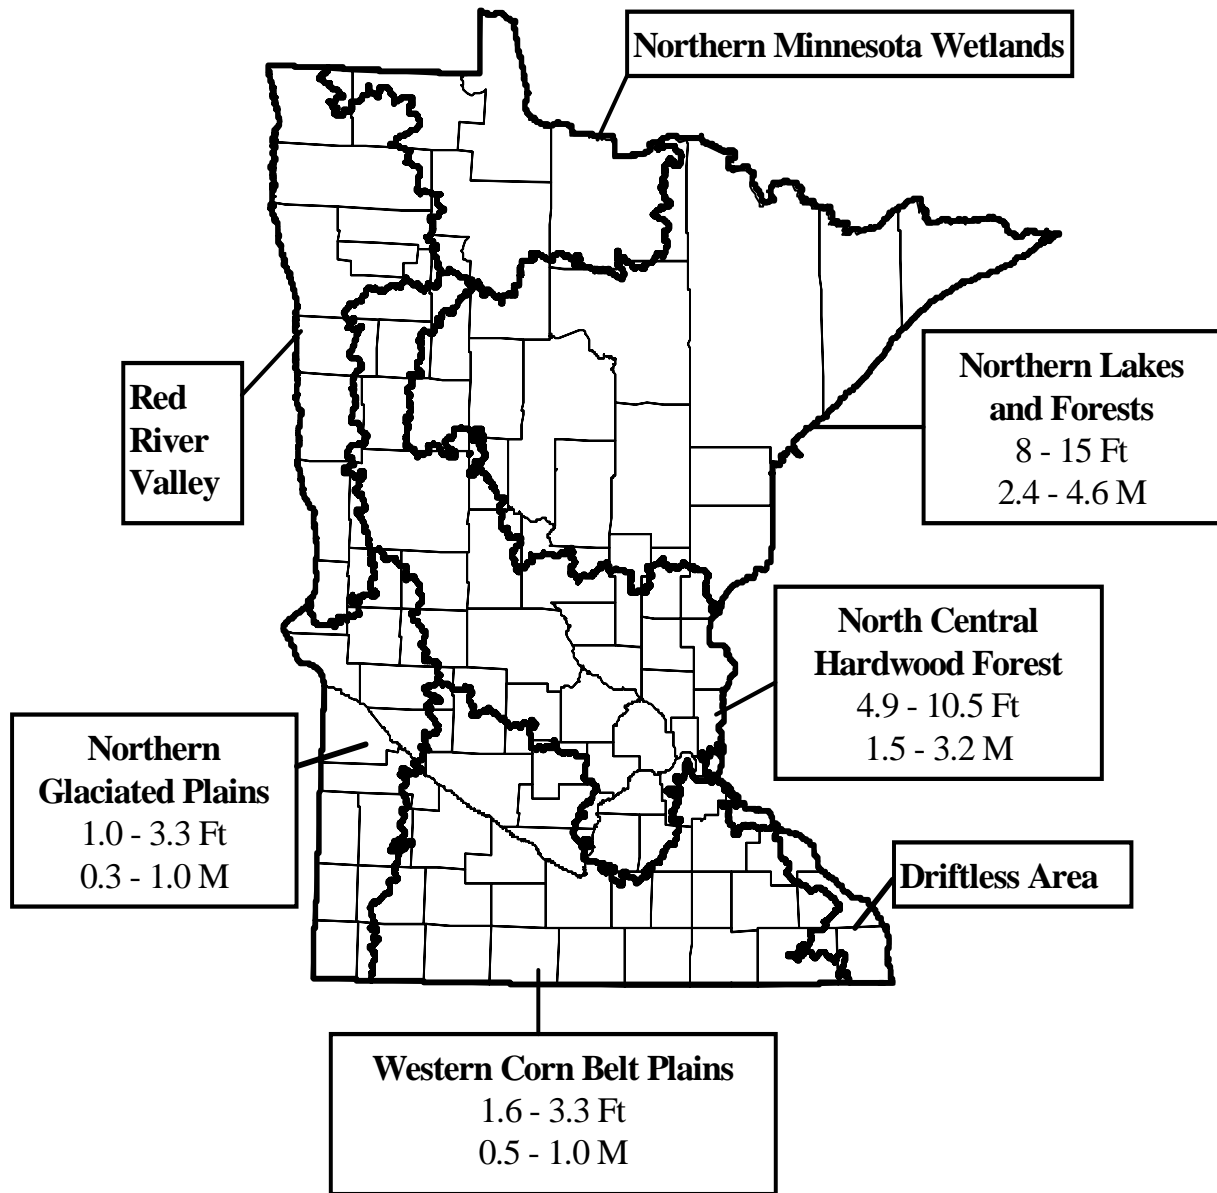 Northern Minnesota Wetlands
Northern Lakes
and Forests
8 - 15 Ft
2.4 - 4.6 M
Red
River
Valley
North Central
Hardwood Forest
4.9 - 10.5 Ft
1.5 - 3.2 M
Northern
Glaciated Plains
1.0 - 3.3 Ft
0.3 - 1.0 M
Driftless Area
Western Corn Belt Plains
1.6 - 3.3 Ft
0.5 - 1.0 M